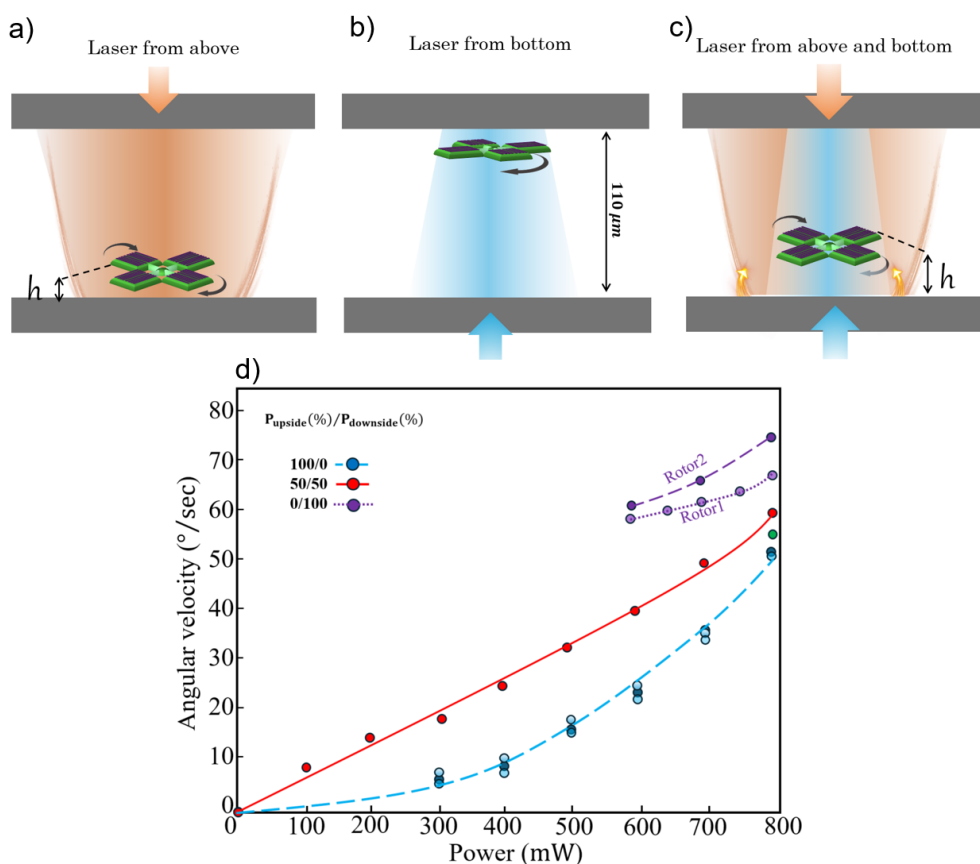 a)
Laser from above
h
b)
Laser from bottom
110 μm
c)
Laser from above and bottom
h
d)
P_upside(%)/P_downside(%)
100/0
50/50
0/100
Rotor2
Rotor1
Angular velocity (°/sec)
80
70
60
50
40
30
20
10
0
0 100 200 300 400 500 600 700 800
Power (mW)